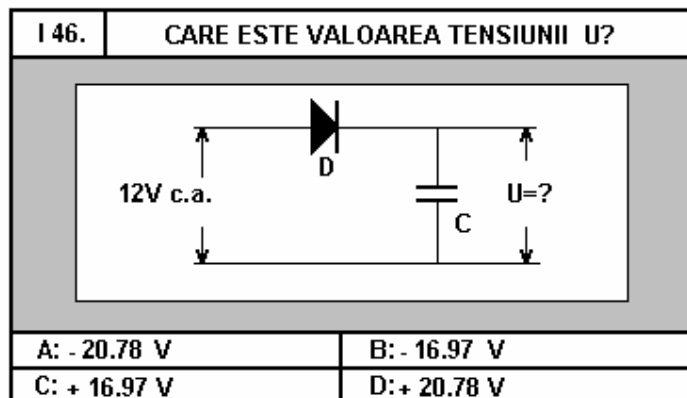 I 46. CARE ESTE VALOAREA TENSIUNII U?
D
12V c.a. U=?
C
A: - 20.78 V B: - 16.97 V
C: + 16.97 V D: + 20.78 V